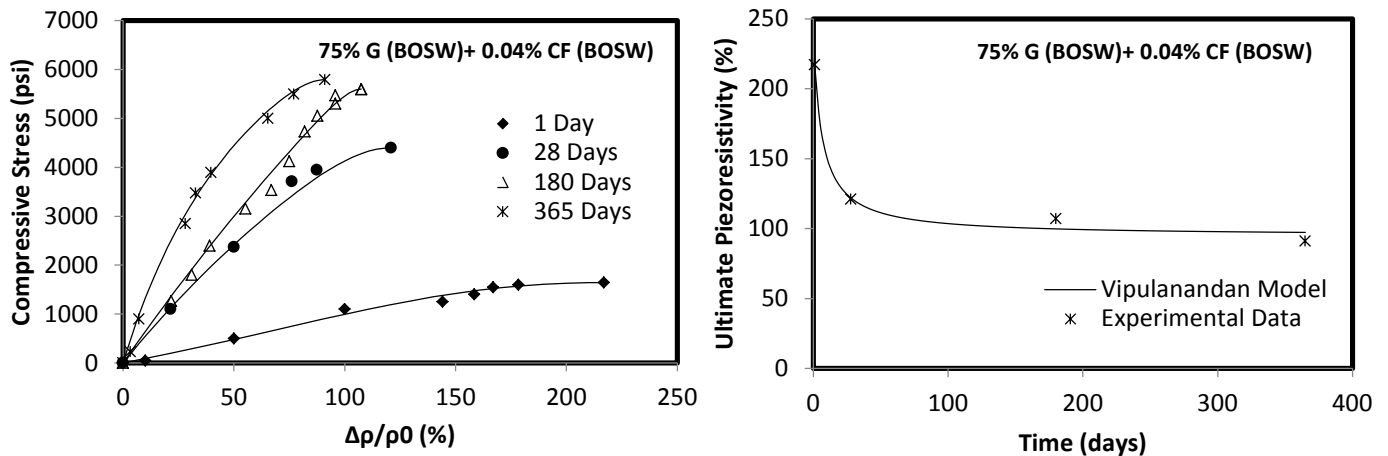 7000
6000
5000
4000
3000
2000
1000
0
Compressive Stress (psi)
75% G (BOSW)+ 0.04% CF (BOSW)
1 Day
28 Days
180 Days
365 Days
0 50 100 150 200 250
Δρ/ρ0 (%)
250
200
150
100
50
0
Ultimate Piezoresistivity (%)
75% G (BOSW)+ 0.04% CF (BOSW)
Vipulanandan Model
Experimental Data
0 100 200 300 400
Time (days)